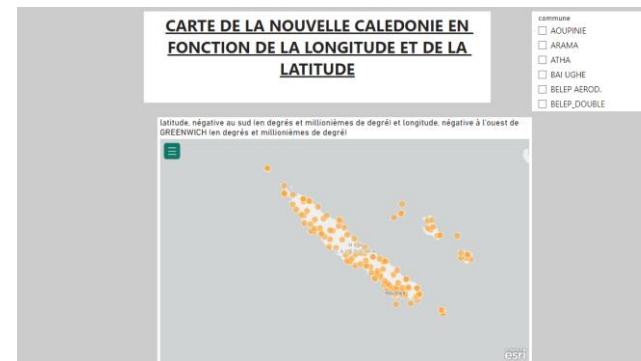 CARTE DE LA NOUVELLE CALEDONIE EN
FONCTION DE LA LONGITUDE ET DE LA
LATITUDE
commune
AOUPINIE
ARAMA
ATHA
BAI UGHE
BELEP AEROD.
BELEP_DOUBLE
latitude, négative au sud (en degrés et millionièmes de degré) et longitude, négative à l'ouest de
GREENWICH (en degrés et millionièmes de degré)
esri